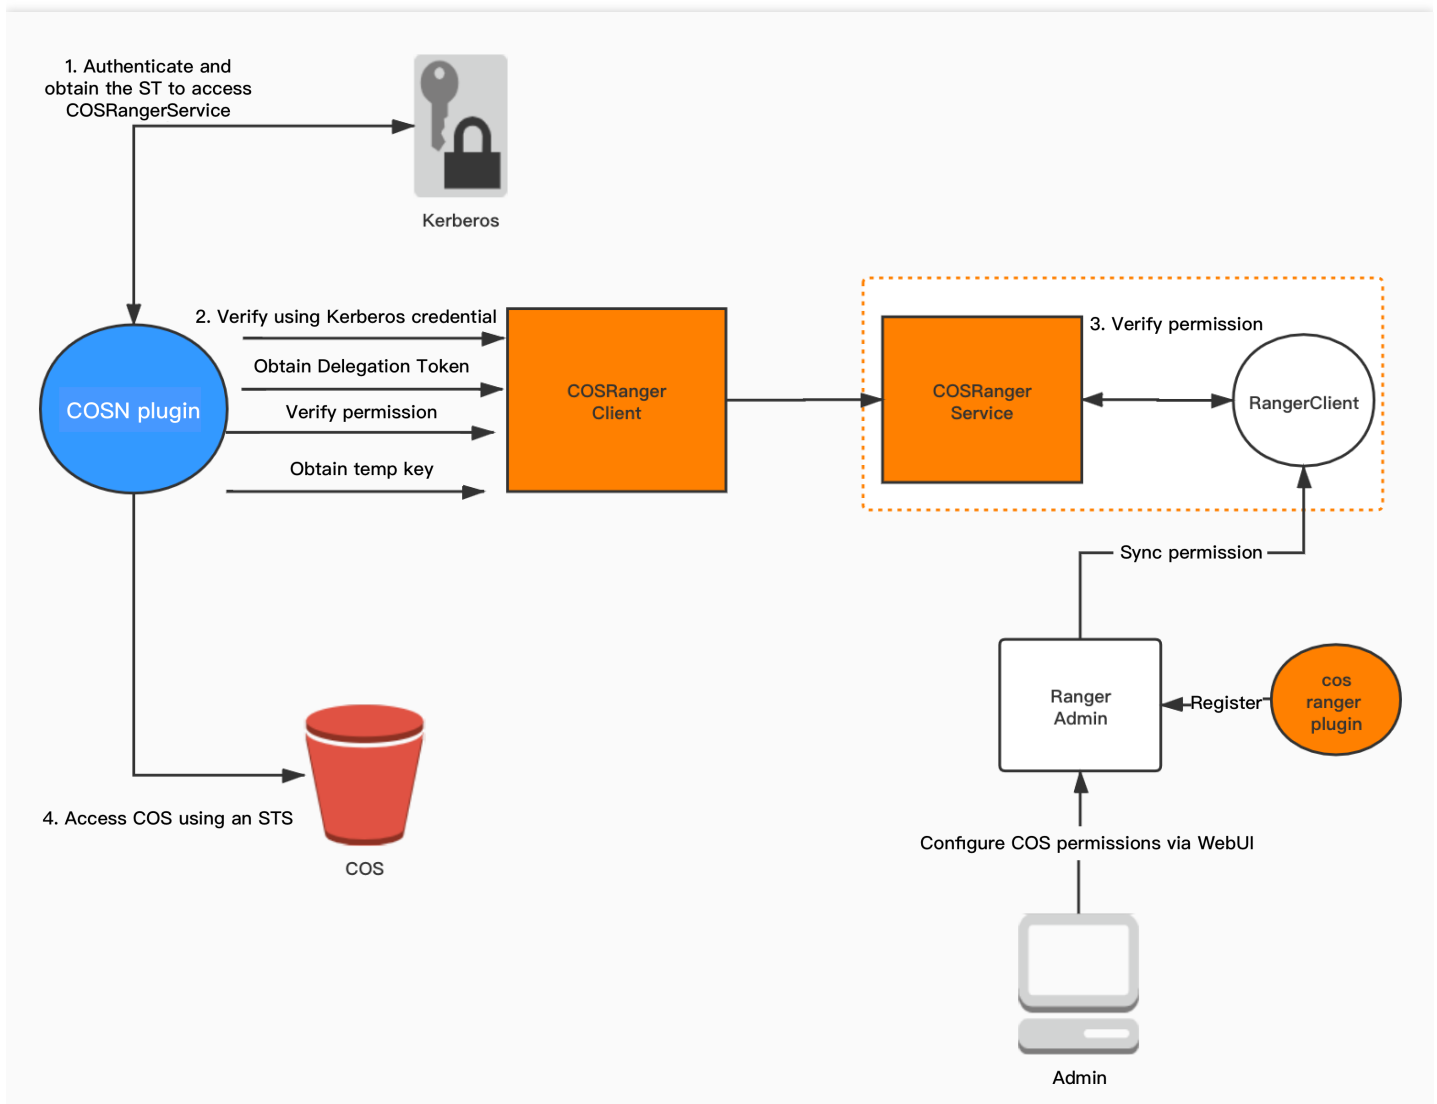 1. Authenticate and
obtain the ST to access
COSRangerService
Kerberos
2. Verify using Kerberos credential
Obtain Delegation Token
Verify permission
Obtain temp key
COSN plugin
COSRanger
Client
COSRanger
Service
3. Verify permission
RangerClient
Sync permission
Ranger
Admin
Register
cos
ranger
plugin
4. Access COS using an STS
COS
Configure COS permissions via WebUI
Admin